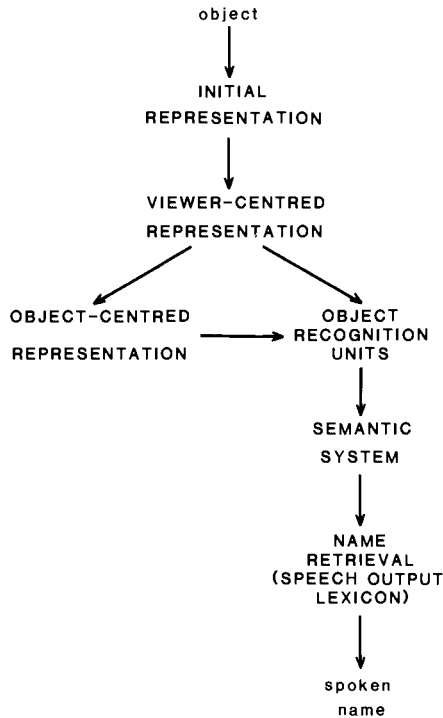 object
INITIAL
REPRESENTATION
VIEWER-CENTRED
REPRESENTATION
OBJECT-CENTRED
REPRESENTATION
OBJECT
RECOGNITION
UNITS
SEMANTIC
SYSTEM
NAME
RETRIEVAL
(SPEECH OUTPUT
LEXICON)
spoken
name